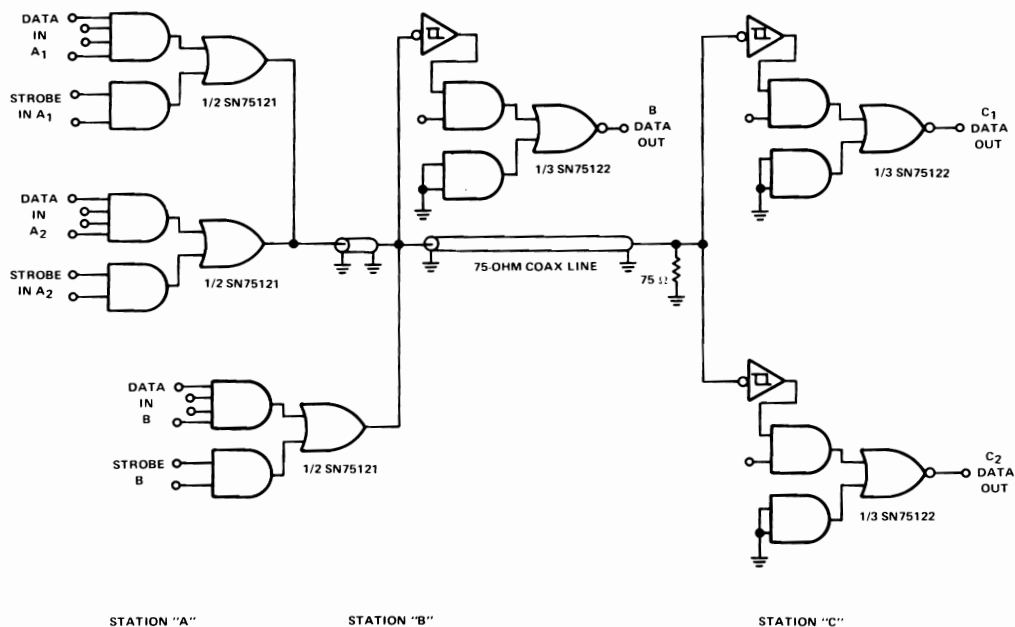 DATA
IN
A1
STROBE
IN A1
1/2 SN75121
DATA
IN
A2
STROBE
IN A2
1/2 SN75121
DATA
IN
B
STROBE
B
1/2 SN75121
B
DATA
OUT
1/3 SN75122
75-OHM COAX LINE
75 Ω
C1
DATA
OUT
1/3 SN75122
C2
DATA
OUT
1/3 SN75122
STATION "A"
STATION "B"
STATION "C"